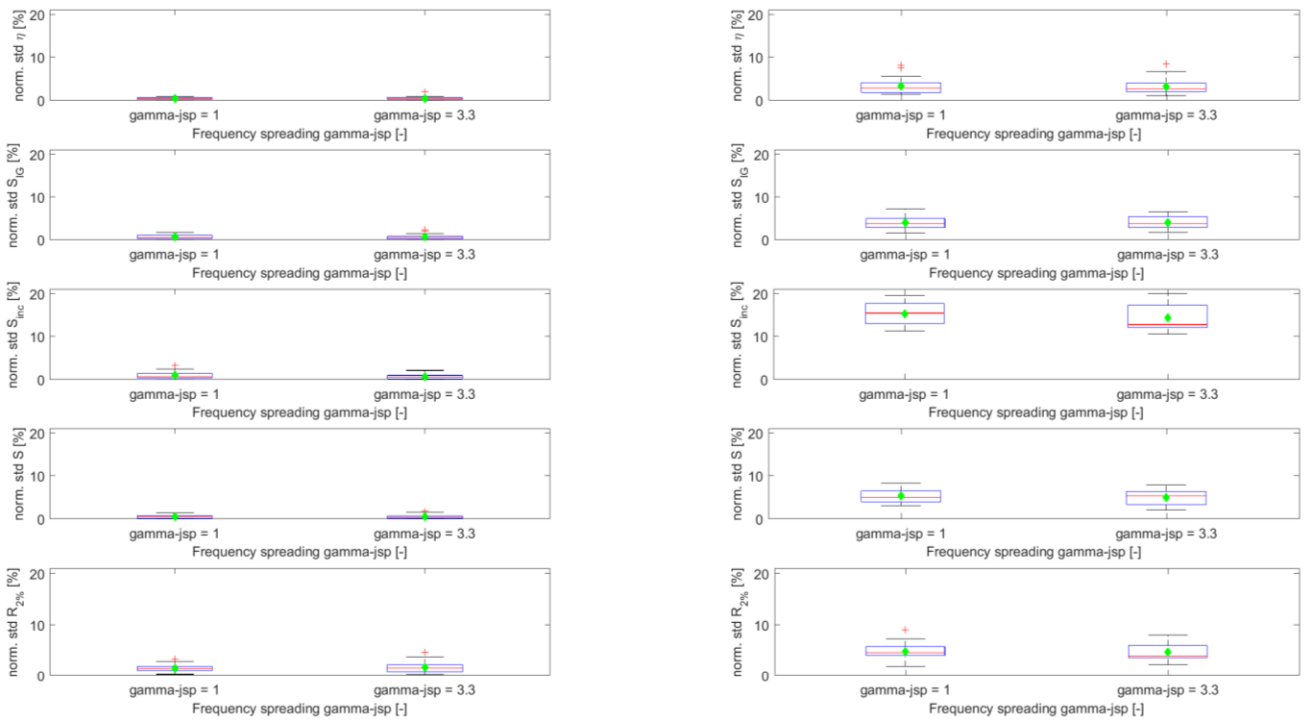 norm. std η [%]
20
10
0
gamma-jsp = 1
gamma-jsp = 3.3
Frequency spreading gamma-jsp [-]
norm. std S_IG [%]
20
10
0
gamma-jsp = 1
gamma-jsp = 3.3
Frequency spreading gamma-jsp [-]
norm. std S_inc [%]
20
10
0
gamma-jsp = 1
gamma-jsp = 3.3
Frequency spreading gamma-jsp [-]
norm. std S [%]
20
10
0
gamma-jsp = 1
gamma-jsp = 3.3
Frequency spreading gamma-jsp [-]
norm. std R_2% [%]
20
10
0
gamma-jsp = 1
gamma-jsp = 3.3
Frequency spreading gamma-jsp [-]
norm. std η [%]
20
10
0
gamma-jsp = 1
gamma-jsp = 3.3
Frequency spreading gamma-jsp [-]
norm. std S_IG [%]
20
10
0
gamma-jsp = 1
gamma-jsp = 3.3
Frequency spreading gamma-jsp [-]
norm. std S_inc [%]
20
10
0
gamma-jsp = 1
gamma-jsp = 3.3
Frequency spreading gamma-jsp [-]
norm. std S [%]
20
10
0
gamma-jsp = 1
gamma-jsp = 3.3
Frequency spreading gamma-jsp [-]
norm. std R_2% [%]
20
10
0
gamma-jsp = 1
gamma-jsp = 3.3
Frequency spreading gamma-jsp [-]